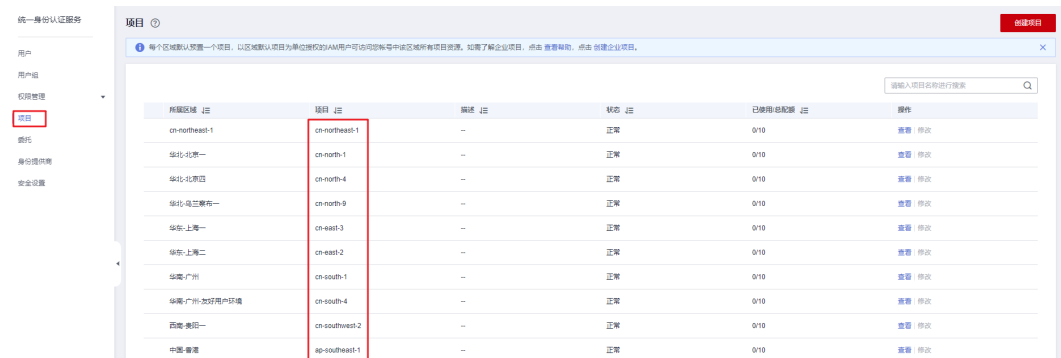 统一身份认证服务
项目 ?
创建项目
每个区域默认预置一个项目，以区域默认项目为单位授权的IAM用户可访问您帐号中该区域所有项目资源。如需了解企业项目，点击 查看帮助，点击 创建企业项目。
用户
用户组
权限管理
项目
委托
身份提供商
安全设置
请输入项目名称进行搜索
所属区域 项目 描述 状态 已使用/总配额 操作
cn-northeast-1 cn-northeast-1 -- 正常 0/10 查看 | 修改
华北-北京一 cn-north-1 -- 正常 0/10 查看 | 修改
华北-北京四 cn-north-4 -- 正常 0/10 查看 | 修改
华北-乌兰察布一 cn-north-9 -- 正常 0/10 查看 | 修改
华东-上海一 cn-east-3 -- 正常 0/10 查看 | 修改
华东-上海二 cn-east-2 -- 正常 0/10 查看 | 修改
华南-广州 cn-south-1 -- 正常 0/10 查看 | 修改
华南-广州-友好用户环境 cn-south-4 -- 正常 0/10 查看 | 修改
西南-贵阳一 cn-southwest-2 -- 正常 0/10 查看 | 修改
中国-香港 ap-southeast-1 -- 正常 0/10 查看 | 修改